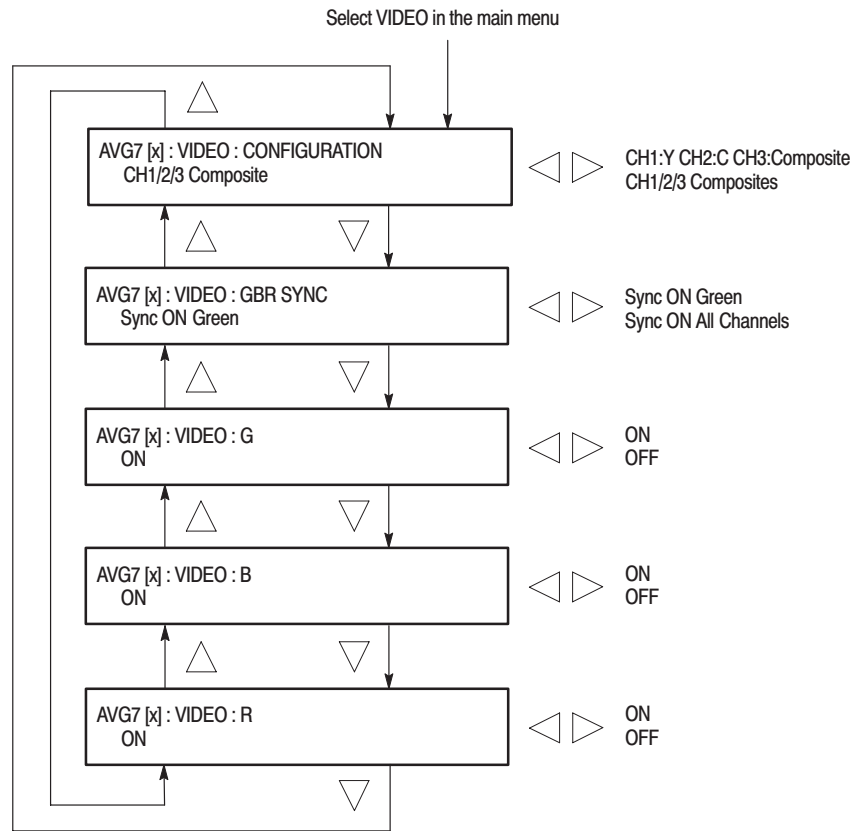 Select VIDEO in the main menu
AVG7 [x] : VIDEO : CONFIGURATION
CH1/2/3 Composite
CH1:Y CH2:C CH3:Composite
CH1/2/3 Composites
AVG7 [x] : VIDEO : GBR SYNC
Sync ON Green
Sync ON Green
Sync ON All Channels
AVG7 [x] : VIDEO : G
ON
ON
OFF
AVG7 [x] : VIDEO : B
ON
ON
OFF
AVG7 [x] : VIDEO : R
ON
ON
OFF